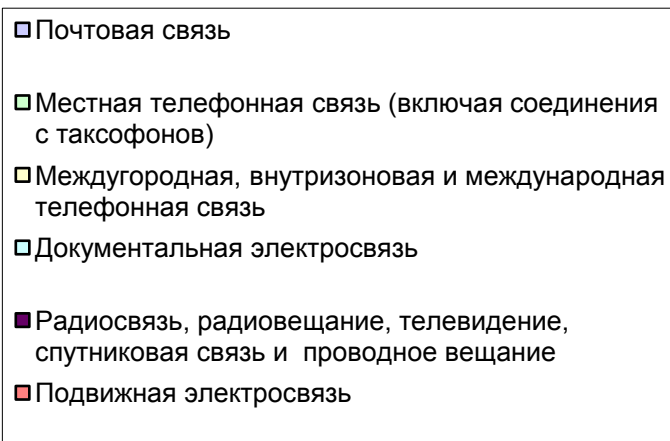 Почтовая связь
Местная телефонная связь (включая соединения
с таксофонов)
Междугородная, внутризоновая и международная
телефонная связь
Документальная электросвязь
Радиосвязь, радиовещание, телевидение,
спутниковая связь и проводное вещание
Подвижная электросвязь